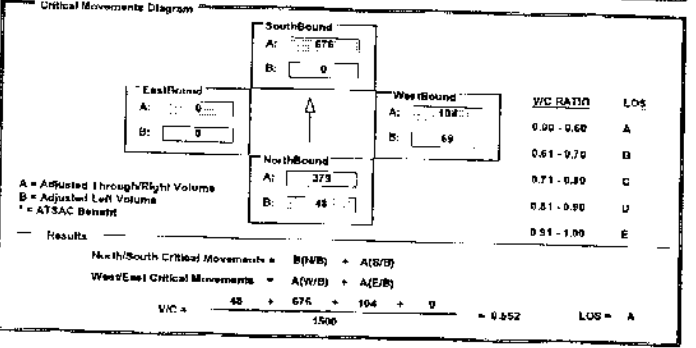 Critical Movements Diagram
SouthBound
A: 676
B: 0
EastBound
A: 0
B: 0
WestBound
A: 104
B: 69
NorthBound
A: 373
B: 48
V/C RATIO LOS
0.00 - 0.60 A
0.61 - 0.70 B
0.71 - 0.80 C
0.81 - 0.90 D
0.91 - 1.00 E
A = Adjusted Through/Right Volume
B = Adjusted Left Volume
* = ATSAC Benefit
Results
North/South Critical Movements = B(N/B) + A(S/B)
West/East Critical Movements = A(W/B) + A(E/B)
V/C = 48 + 676 + 104 + 0
1500
= 0.552 LOS = A